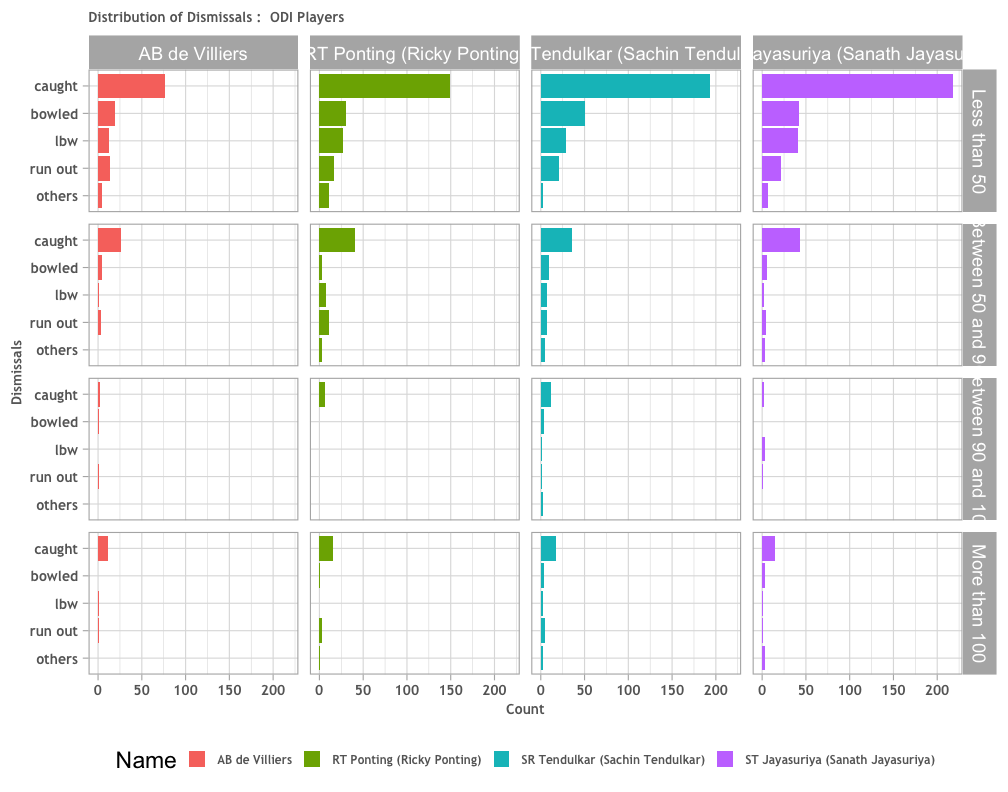 Distribution of Dismissals :  ODI Players
AB de Villiers
RT Ponting (Ricky Ponting
Tendulkar (Sachin Tendul
ayasuriya (Sanath Jayasu
caught
bowled
lbw
run out
others
Less than 50
caught
bowled
lbw
run out
others
Between 50 and 9
caught
bowled
lbw
run out
others
etween 90 and 10
caught
bowled
lbw
run out
others
More than 100
Dismissals
0 50 100 150 200 0 50 100 150 200 0 50 100 150 200 0 50 100 150 200
Count
Name AB de Villiers RT Ponting (Ricky Ponting) SR Tendulkar (Sachin Tendulkar) ST Jayasuriya (Sanath Jayasuriya)